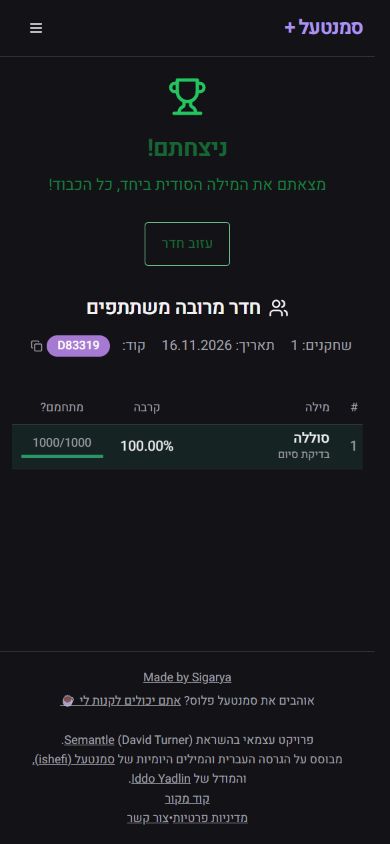 סמנטעל +
ניצחתם!
מצאתם את המילה הסודית ביחד, כל הכבוד!
עזוב חדר
חדר מרובה משתתפים
שחקנים: 1 תאריך: 16.11.2026 קוד: D83319
# מילה קרבה מתחמם?
1 סוללה 100.00% 1000/1000
בדיקת סיום
Made by Sigarya
אוהבים את סמנטעל פלוס? אתם יכולים לקנות לי ☕
פרויקט עצמאי בהשראת Semantle (David Turner).
מבוסס על הגרסה העברית והמילים היומיות של סמנטעל (ishefi),
והמודל של Iddo Yadlin.
קוד מקור
מדיניות פרטיות•צור קשר